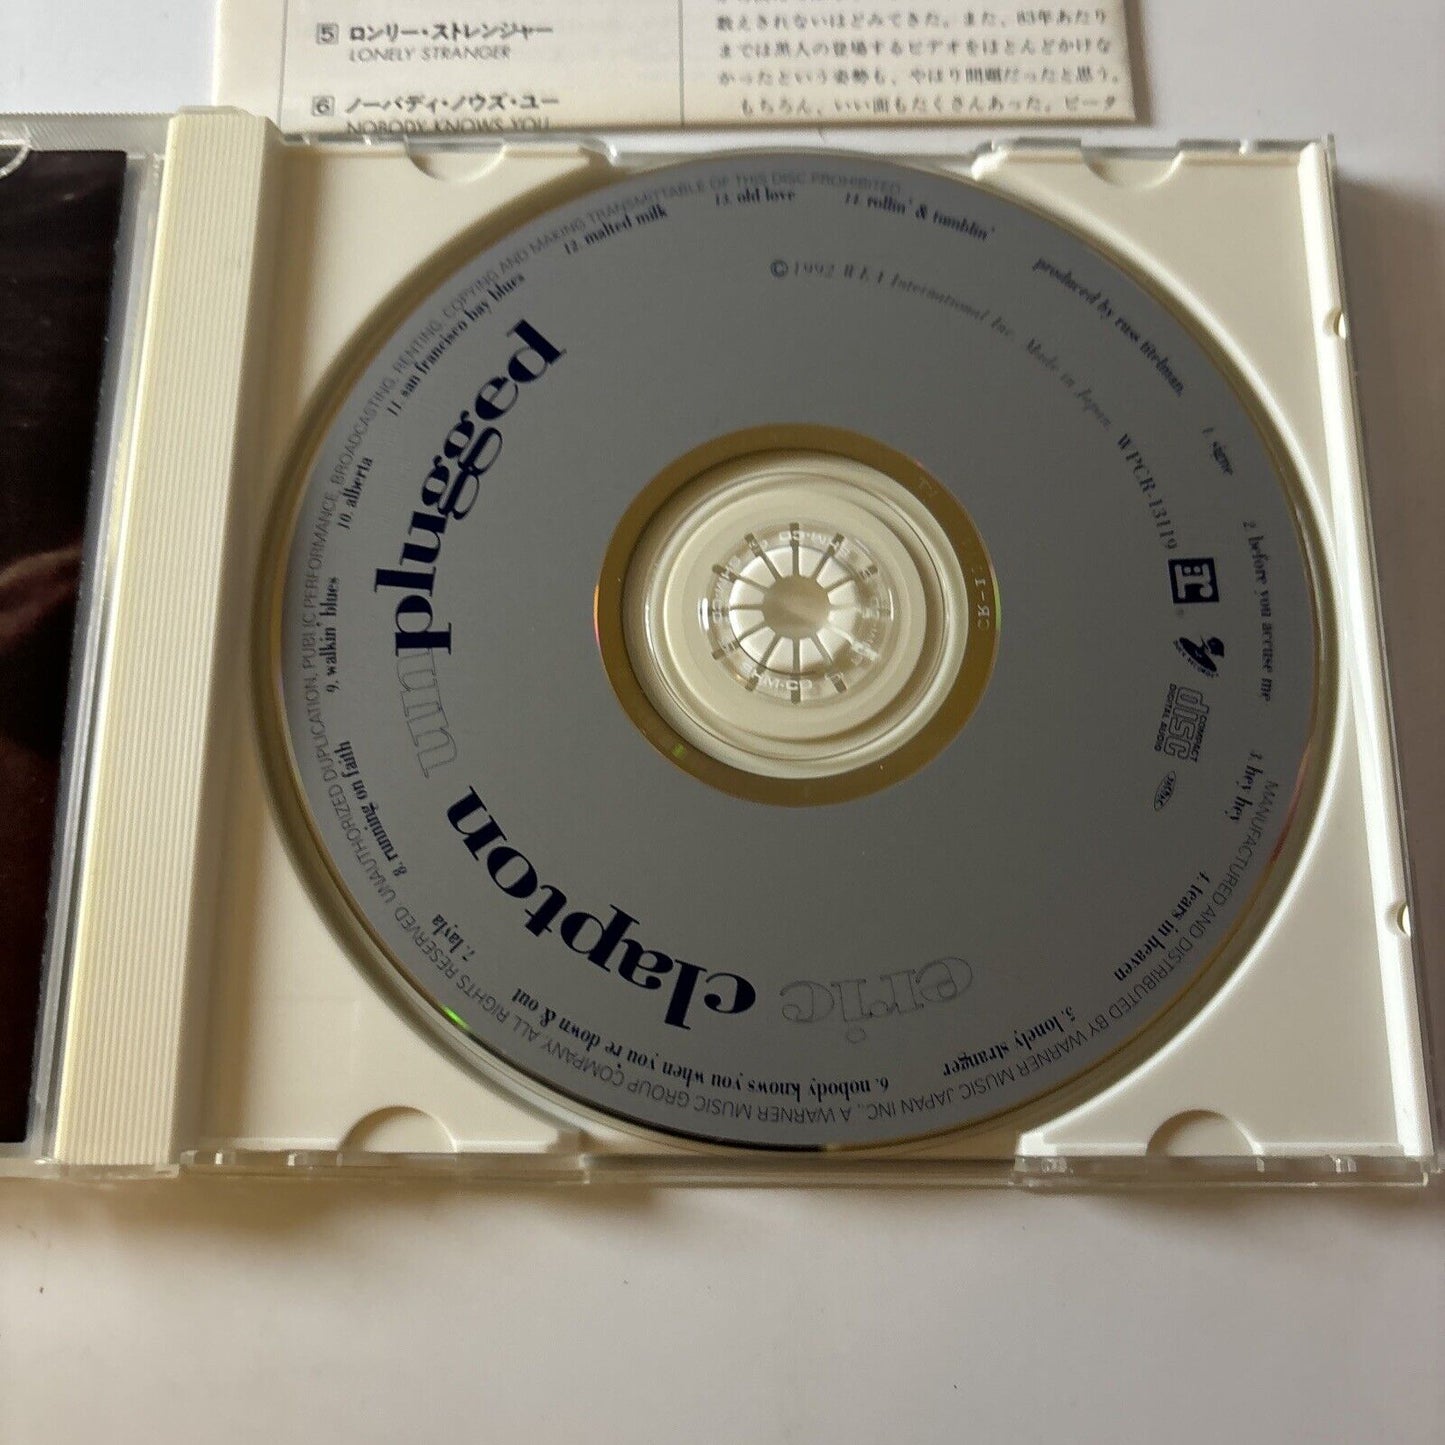 5 ロンリー・ストレンジャー
LONELY STRANGER
6 ノーバディ・ノウズ・ユー
NOBODY KNOWS YOU
数えきれないほどみてきた。また、83年あたり
までは黒人の登場するビデオをほとんどかけな
かったという姿勢も、やはり問題だったと思う。
もちろん、いい面もたくさんあった。ピータ
eric clapton unplugged
1. signe
2. before you accuse me
3. hey hey
4. tears in heaven
5. lonely stranger
6. nobody knows you when you're down & out
7. layla
8. running on faith
9. walkin' blues
10. alberta
11. san francisco bay blues
12. malted milk
13. old love
14. rollin' & tumblin'
produced by russ titelman.
©1992 WEA International Inc. Made in Japan. WPCR-13119
r
®
COMPACT
disc
DIGITAL AUDIO
MANUFACTURED AND DISTRIBUTED BY WARNER MUSIC JAPAN INC., A WARNER MUSIC GROUP COMPANY. ALL RIGHTS RESERVED. UNAUTHORIZED DUPLICATION, PUBLIC PERFORMANCE, BROADCASTING, RENTING, COPYING AND MAKING TRANSMITTABLE OF THIS DISC PROHIBITED.
SHM-CD
SHM-CD